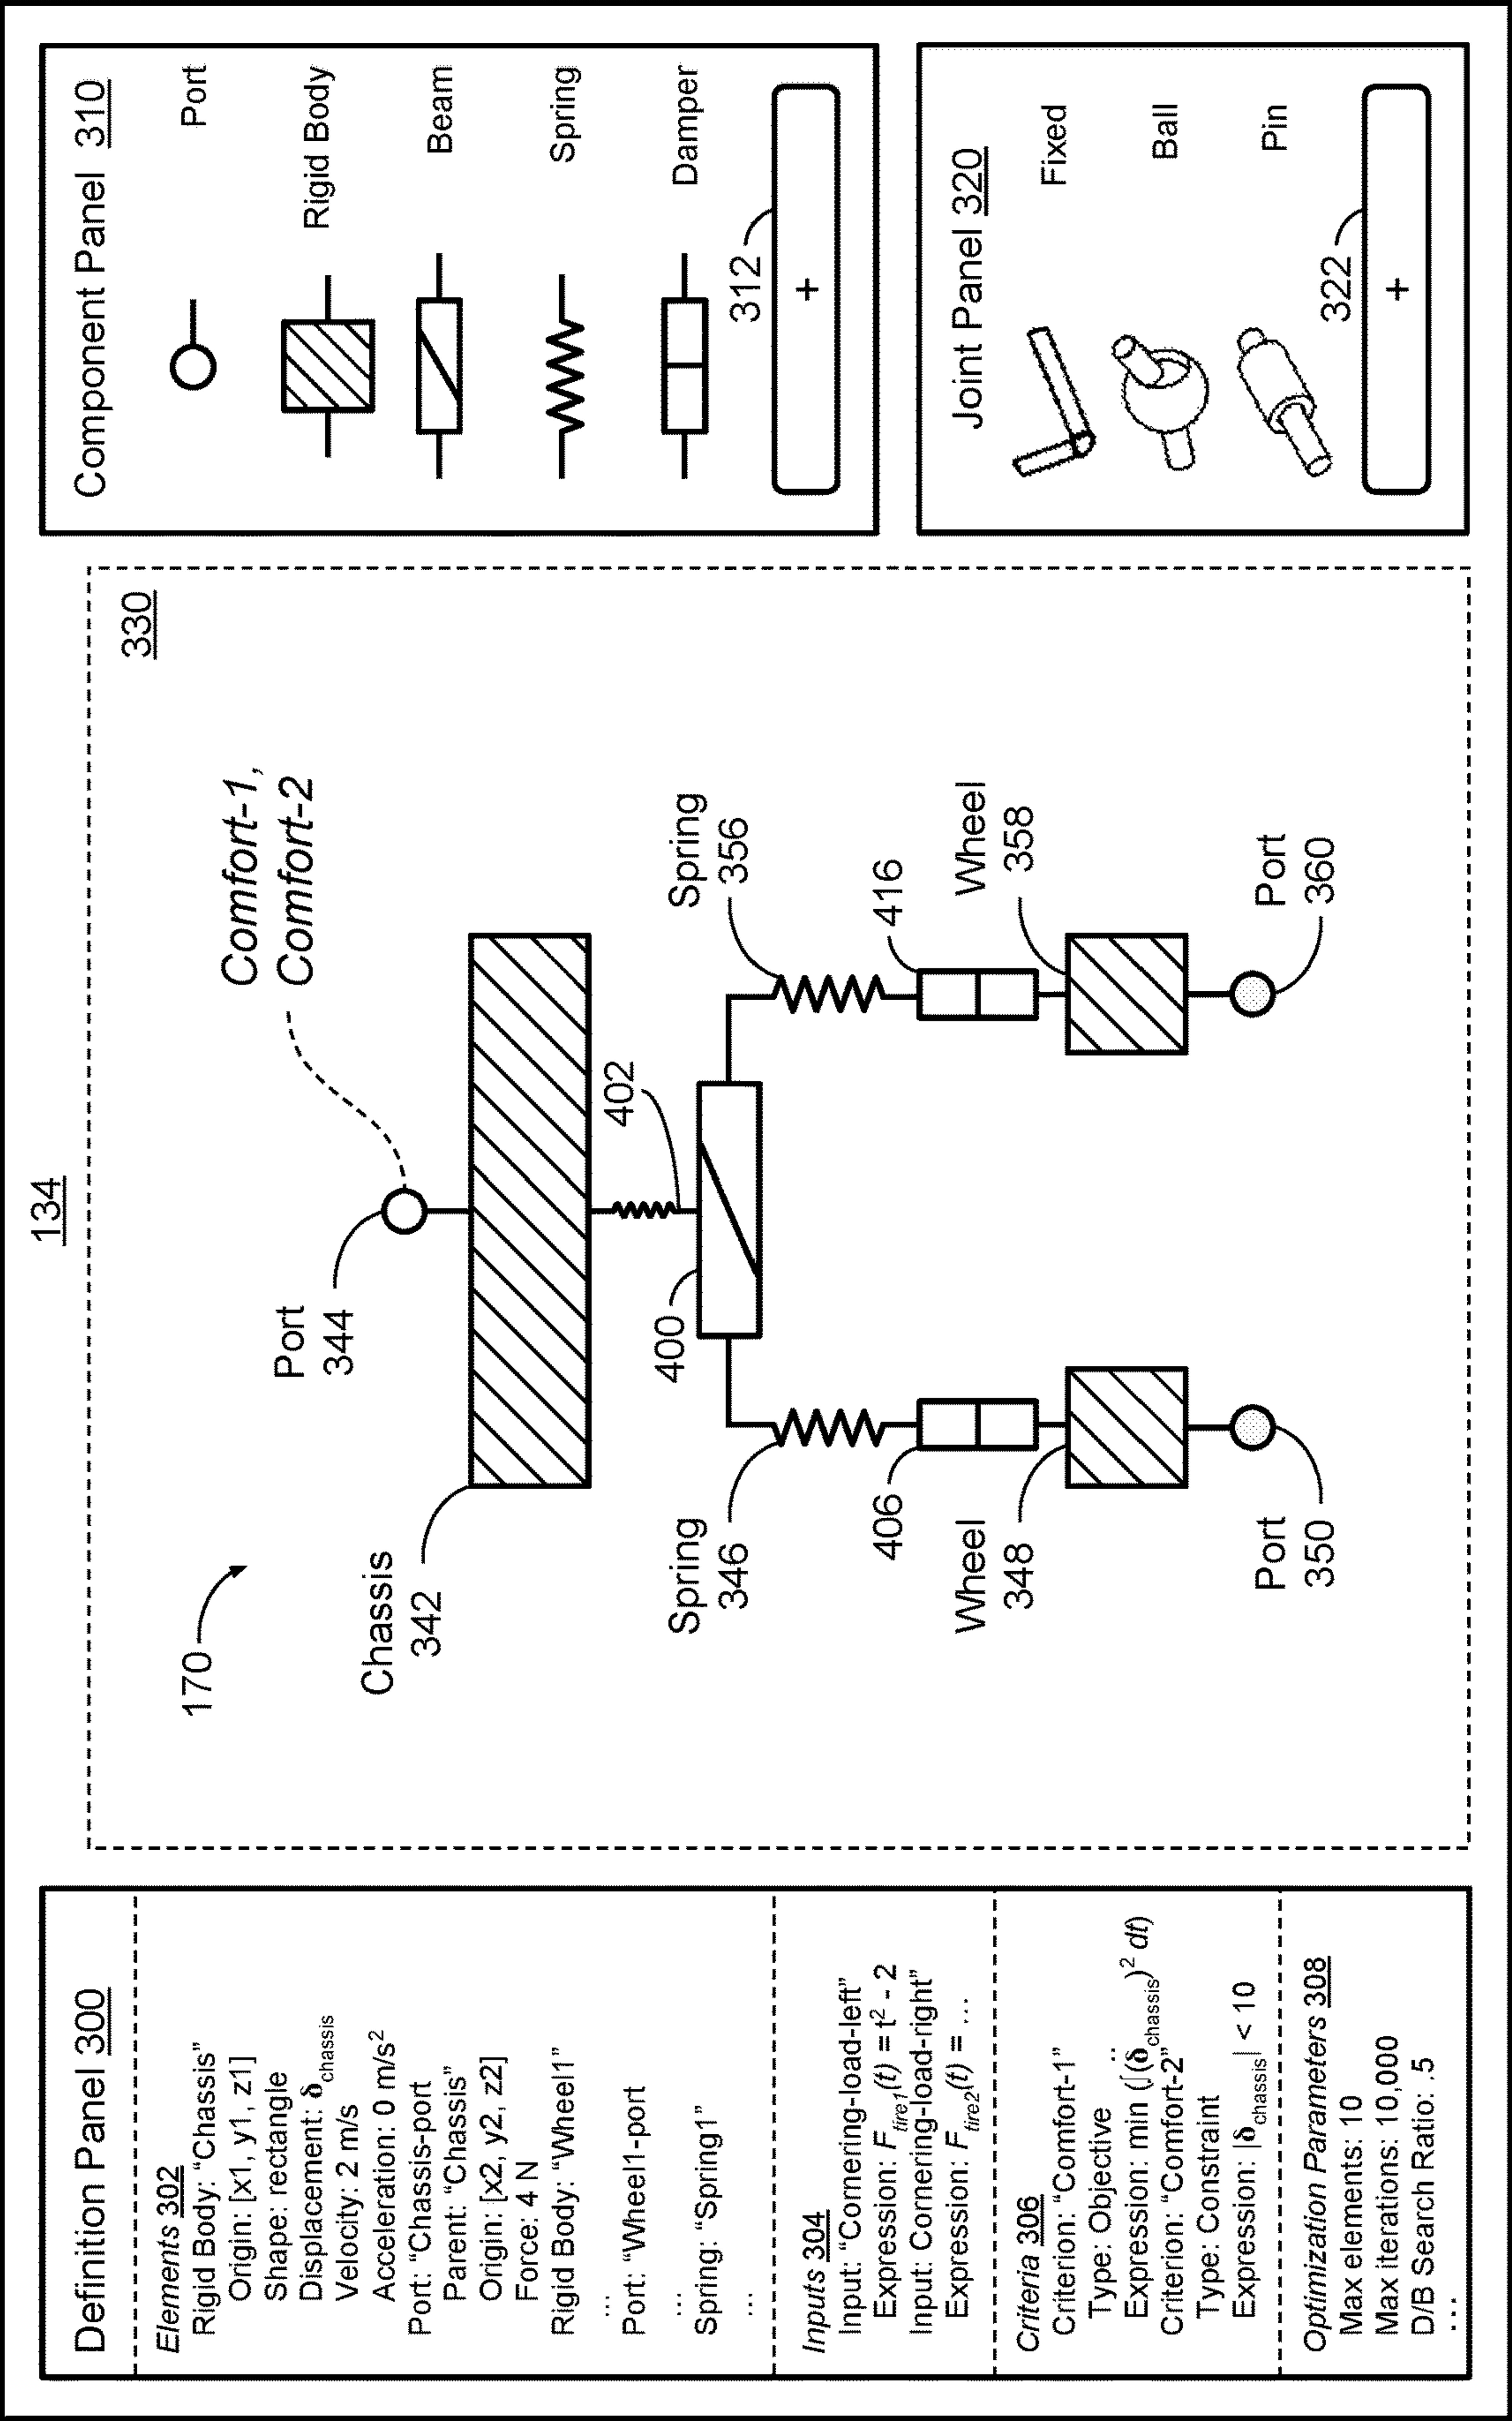 134
Definition Panel 300
Elements 302
Rigid Body: “Chassis”
Origin: [x1, y1, z1]
Shape: rectangle
Displacement: δchassis
Velocity: 2 m/s
Acceleration: 0 m/s²
Port: “Chassis-port
Parent: “Chassis”
Origin: [x2, y2, z2]
Force: 4 N
Rigid Body: “Wheel1”
...
Port: “Wheel1-port
...
Spring: “Spring1”
...
Inputs 304
Input: “Cornering-load-left”
Expression: Ftire1(t) = t² - 2
Input: Cornering-load-right”
Expression: Ftire2(t) = ...
Criteria 306
Criterion: “Comfort-1”
Type: Objective
Expression: min (∫(δ̈chassis)² dt)
Criterion: “Comfort-2”
Type: Constraint
Expression: |δchassis| < 10
Optimization Parameters 308
Max elements: 10
Max iterations: 10,000
D/B Search Ratio: .5
...
330
170
Comfort-1,
Comfort-2
Port
344
Chassis
342
402
400
Spring
346
Spring
356
406
416
Wheel
348
Wheel
358
Port
350
Port
360
Component Panel 310
Port
Rigid Body
Beam
Spring
Damper
312
+
Joint Panel 320
Fixed
Ball
Pin
322
+